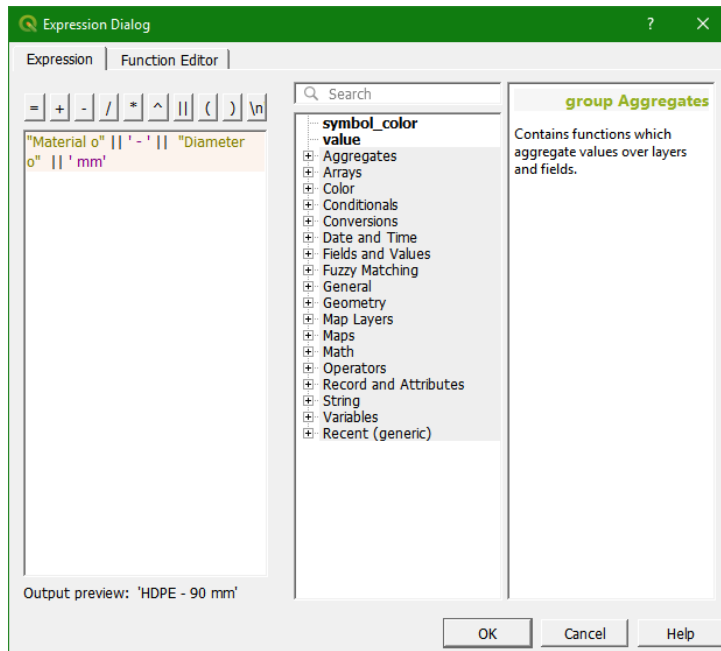 Expression Dialog
?
Expression
Function Editor
= + - / * ^ || ( ) \n
"Material o" || ' - ' || "Diameter
o" || ' mm'
Output preview: 'HDPE - 90 mm'
Search
symbol_color
value
Aggregates
Arrays
Color
Conditionals
Conversions
Date and Time
Fields and Values
Fuzzy Matching
General
Geometry
Map Layers
Maps
Math
Operators
Record and Attributes
String
Variables
Recent (generic)
group Aggregates
Contains functions which
aggregate values over layers
and fields.
OK
Cancel
Help